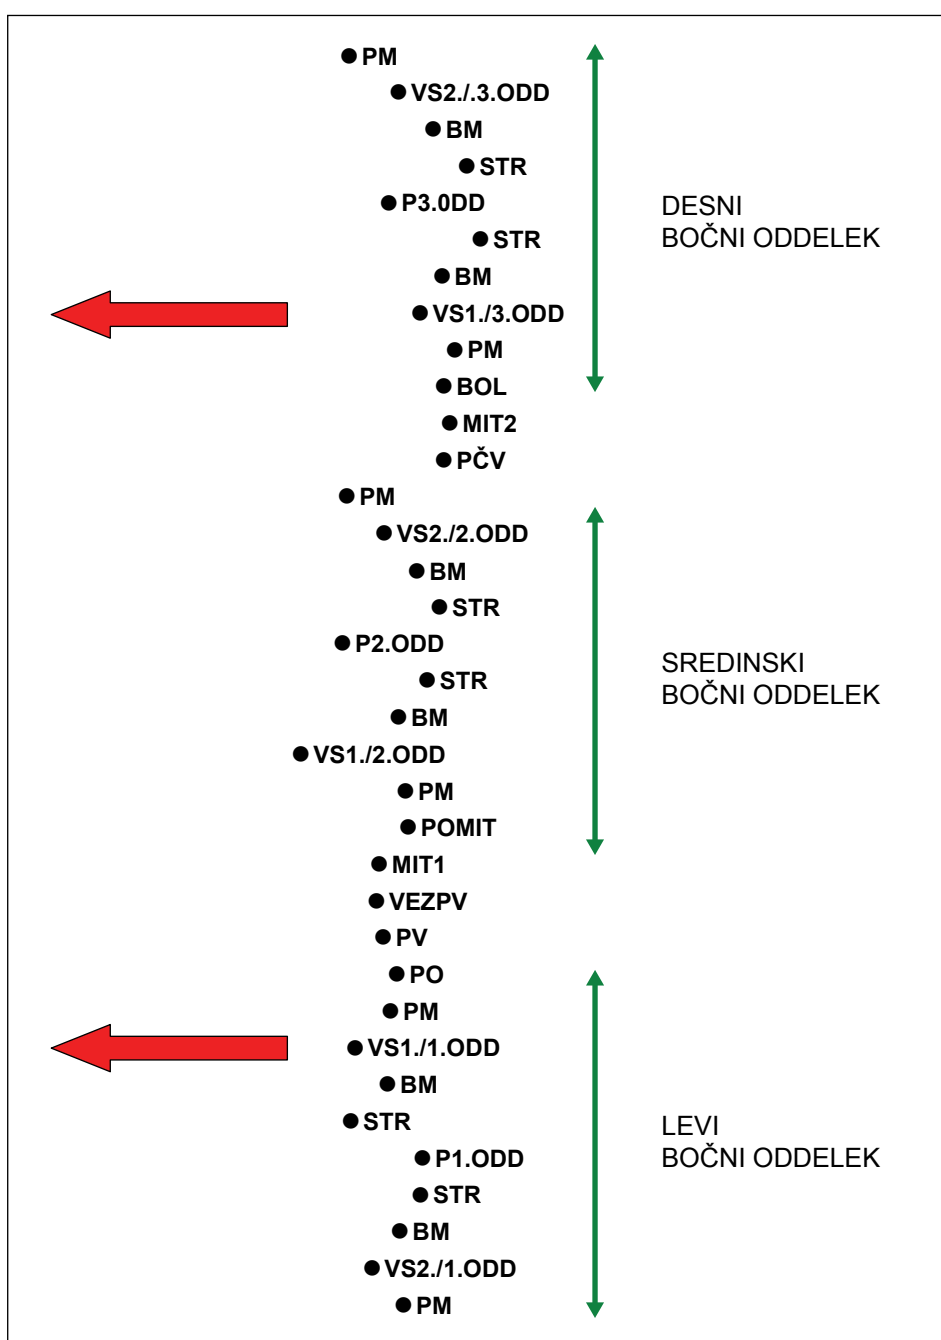 PM
VS2./.3.ODD
BM
STR
P3.0DD
STR
BM
VS1./3.ODD
PM
BOL
MIT2
PČV
PM
VS2./2.ODD
BM
STR
P2.ODD
STR
BM
VS1./2.ODD
PM
POMIT
MIT1
VEZPV
PV
PO
PM
VS1./1.ODD
BM
STR
P1.ODD
STR
BM
VS2./1.ODD
PM
DESNI
BOČNI ODDELEK
SREDINSKI
BOČNI ODDELEK
LEVI
BOČNI ODDELEK